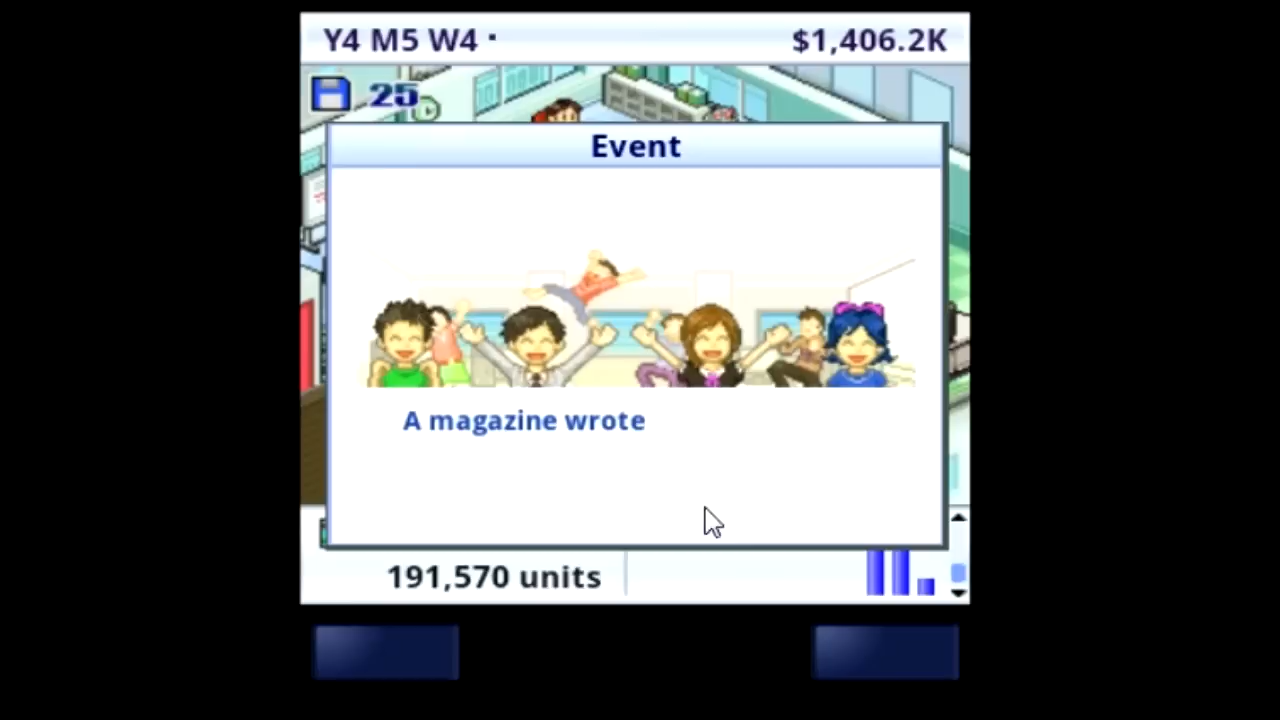 Y4 M5 W4
$1,406.2K
25
Event
A magazine wrote
191,570 units